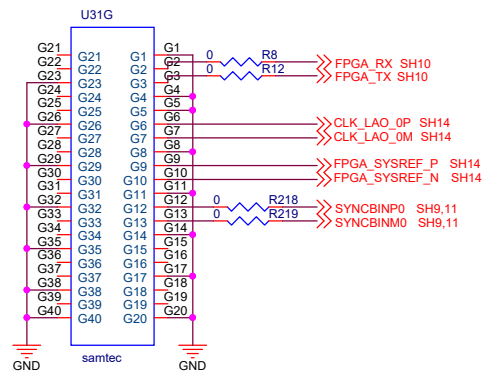 U31G
G21 G21 G1 G1
G22 G22 G2 G2 0 R8 FPGA_RX SH10
G23 G23 G3 G3 0 R12 FPGA_TX SH10
G24 G24 G4 G4
G25 G25 G5 G5
G26 G26 G6 G6 CLK_LAO_0P SH14
G27 G27 G7 G7 CLK_LAO_0M SH14
G28 G28 G8 G8
G29 G29 G9 G9 FPGA_SYSREF_P SH14
G30 G30 G10 G10 FPGA_SYSREF_N SH14
G31 G31 G11 G11
G32 G32 G12 G12 0 R218 SYNCBINP0 SH9,11
G33 G33 G13 G13 0 R219 SYNCBINM0 SH9,11
G34 G34 G14 G14
G35 G35 G15 G15
G36 G36 G16 G16
G37 G37 G17 G17
G38 G38 G18 G18
G39 G39 G19 G19
G40 G40 G20 G20
samtec
GND GND